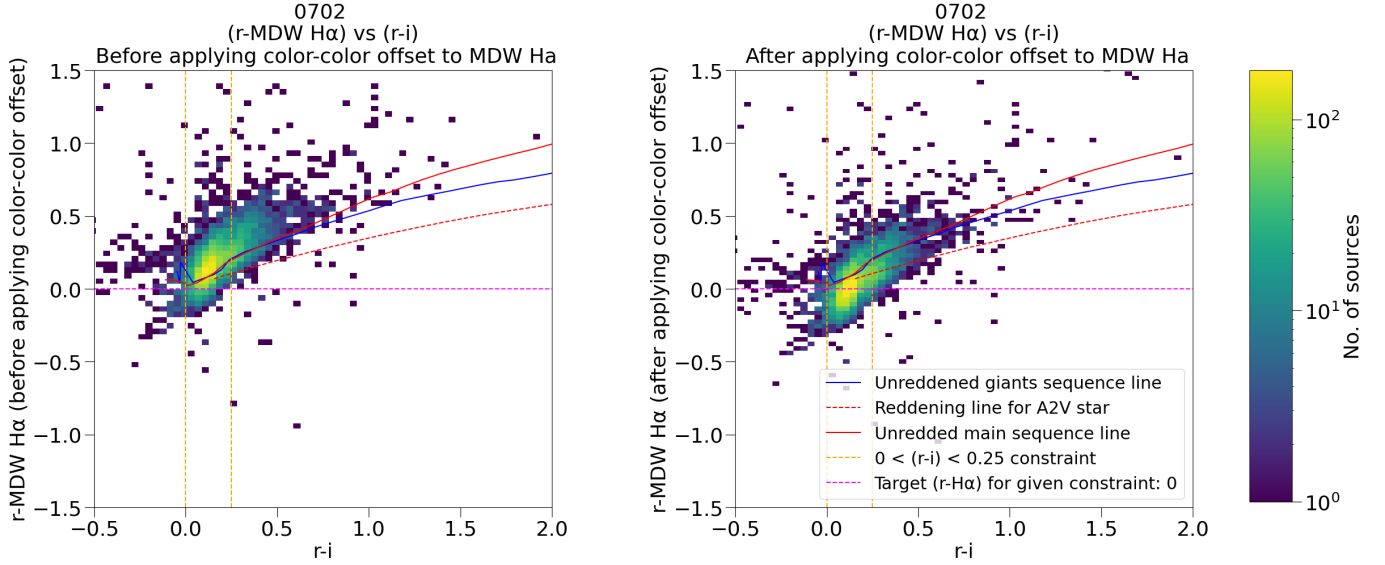 0702
(r-MDW Hα) vs (r-i)
Before applying color-color offset to MDW Ha
r-MDW Hα (before applying color-color offset)
1.5
1.0
0.5
0.0
−0.5
−1.0
−1.5
−0.5 0.0 0.5 1.0 1.5 2.0
r-i
0702
(r-MDW Hα) vs (r-i)
After applying color-color offset to MDW Ha
r-MDW Hα (after applying color-color offset)
1.5
1.0
0.5
0.0
−0.5
−1.0
−1.5
−0.5 0.0 0.5 1.0 1.5 2.0
r-i
Unreddened giants sequence line
Reddening line for A2V star
Unredded main sequence line
0 < (r-i) < 0.25 constraint
Target (r-Hα) for given constraint: 0
10²
10¹
10⁰
No. of sources